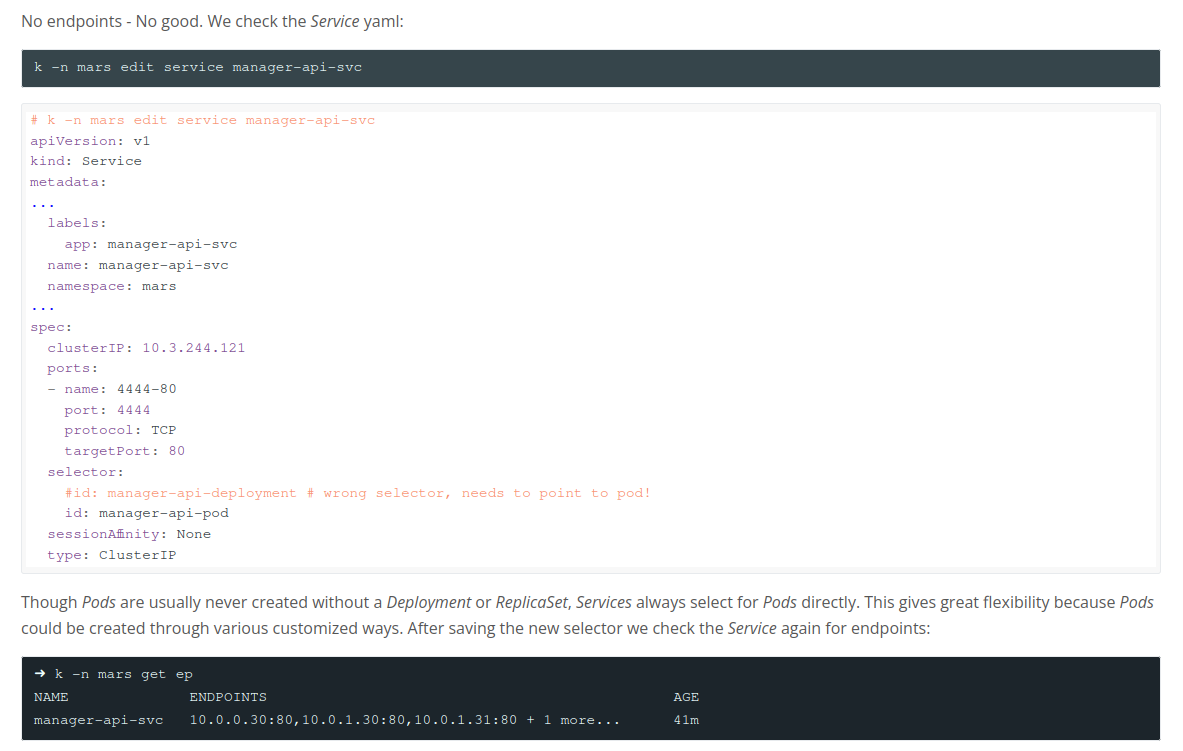 No endpoints - No good. We check the Service yaml:
k -n mars edit service manager-api-svc
# k -n mars edit service manager-api-svc
apiVersion: v1
kind: Service
metadata:
...
  labels:
    app: manager-api-svc
  name: manager-api-svc
  namespace: mars
...
spec:
  clusterIP: 10.3.244.121
  ports:
  - name: 4444-80
    port: 4444
    protocol: TCP
    targetPort: 80
  selector:
    #id: manager-api-deployment # wrong selector, needs to point to pod!
    id: manager-api-pod
  sessionAffinity: None
  type: ClusterIP
Though Pods are usually never created without a Deployment or ReplicaSet, Services always select for Pods directly. This gives great flexibility because Pods
could be created through various customized ways. After saving the new selector we check the Service again for endpoints:
➜ k -n mars get ep
NAME ENDPOINTS AGE
manager-api-svc 10.0.0.30:80,10.0.1.30:80,10.0.1.31:80 + 1 more... 41m